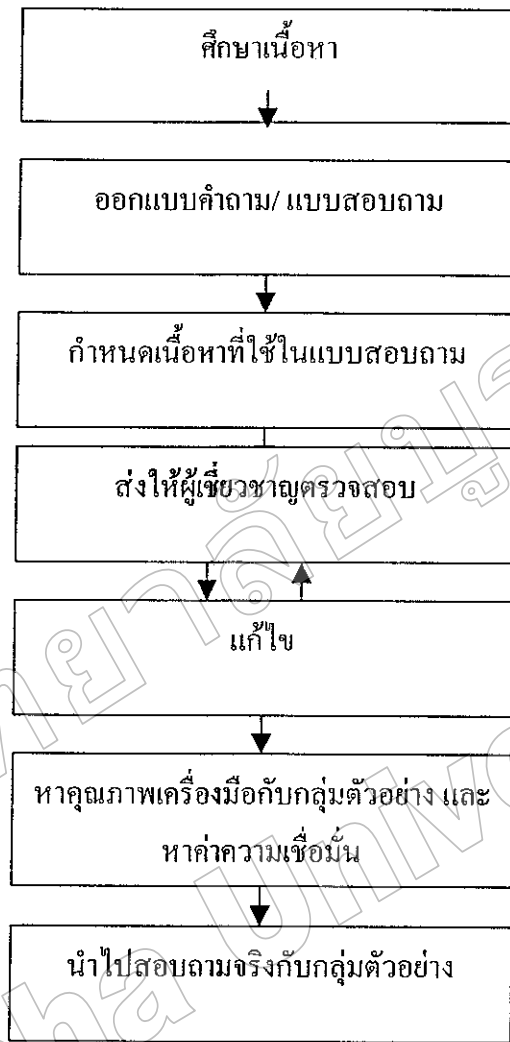 ศึกษาเนื้อหา
ออกแบบคำถาม/ แบบสอบถาม
กำหนดเนื้อหาที่ใช้ในแบบสอบถาม
ส่งให้ผู้เชี่ยวชาญตรวจสอบ
แก้ไข
หาคุณภาพเครื่องมือกับกลุ่มตัวอย่าง และ
หาค่าความเชื่อมั่น
นำไปสอบถามจริงกับกลุ่มตัวอย่าง